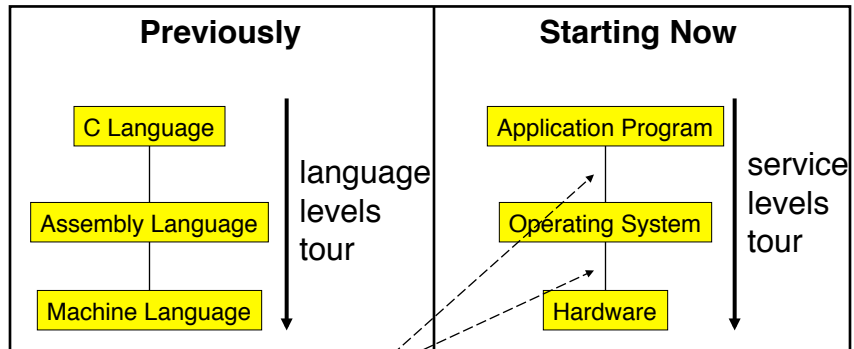 Previously
C Language
Assembly Language
Machine Language
language
levels
tour
Starting Now
Application Program
Operating System
Hardware
service
levels
tour